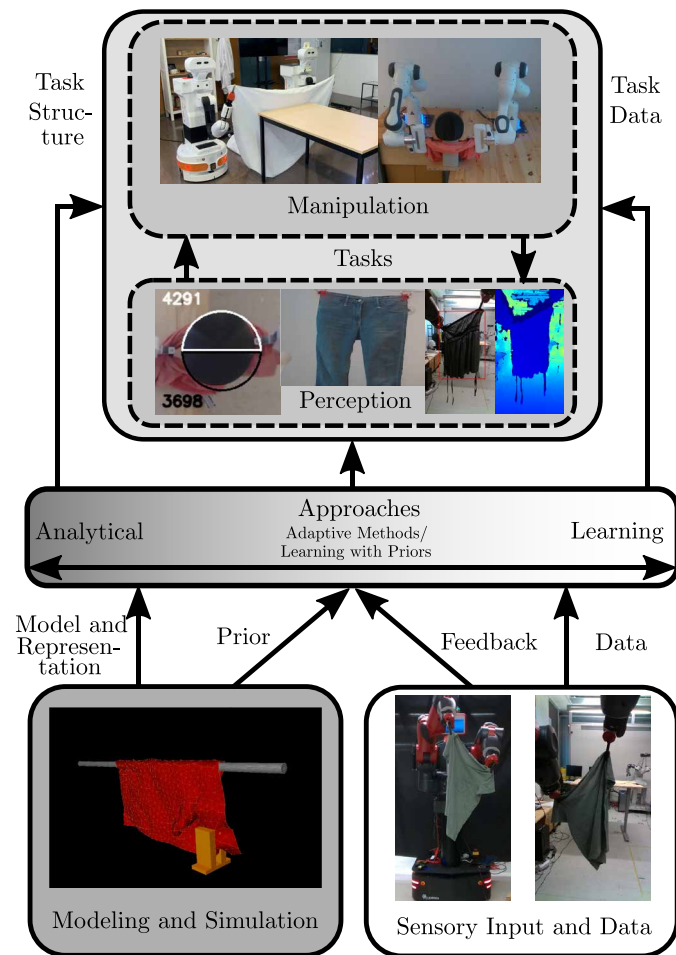 Task
Struc-
ture
Task
Data
Manipulation
Tasks
4291
3698
Perception
Approaches
Adaptive Methods/
Learning with Priors
Analytical
Learning
Model and
Represen-
tation
Prior
Feedback
Data
Modeling and Simulation
Sensory Input and Data